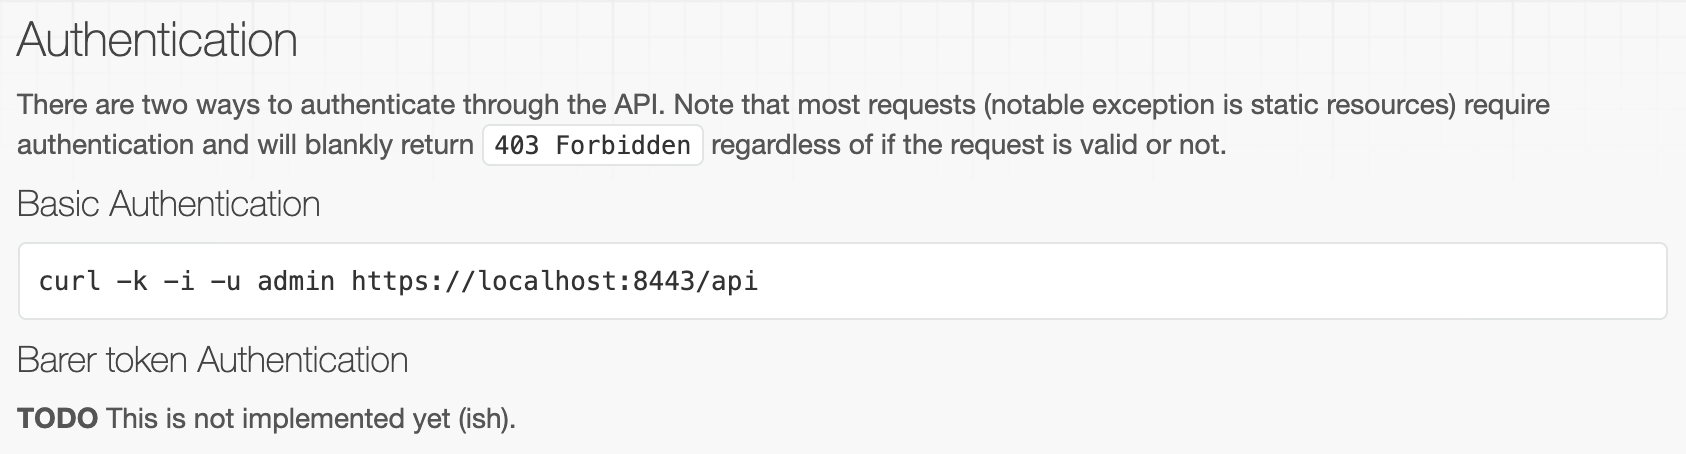 Authentication
There are two ways to authenticate through the API. Note that most requests (notable exception is static resources) require
authentication and will blankly return 403 Forbidden regardless of if the request is valid or not.
Basic Authentication
curl -k -i -u admin https://localhost:8443/api
Barer token Authentication
TODO This is not implemented yet (ish).